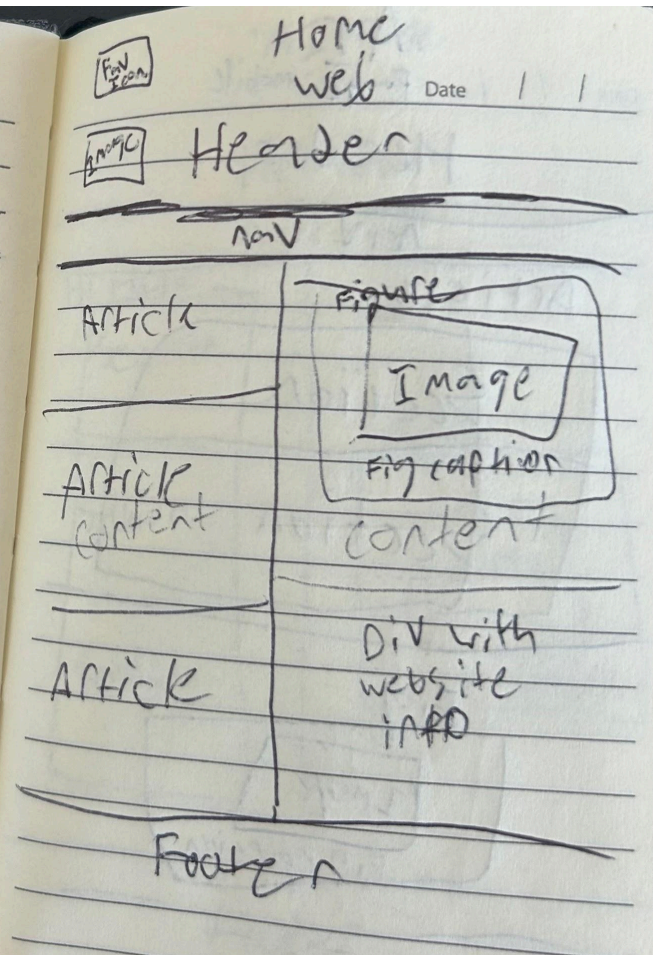 Fav
Icon
Home
web
Date / /
Image
Header
nav
Article
Figure
Image
Fig caption
Article
content
content
Div with
website
info
Article
Footer